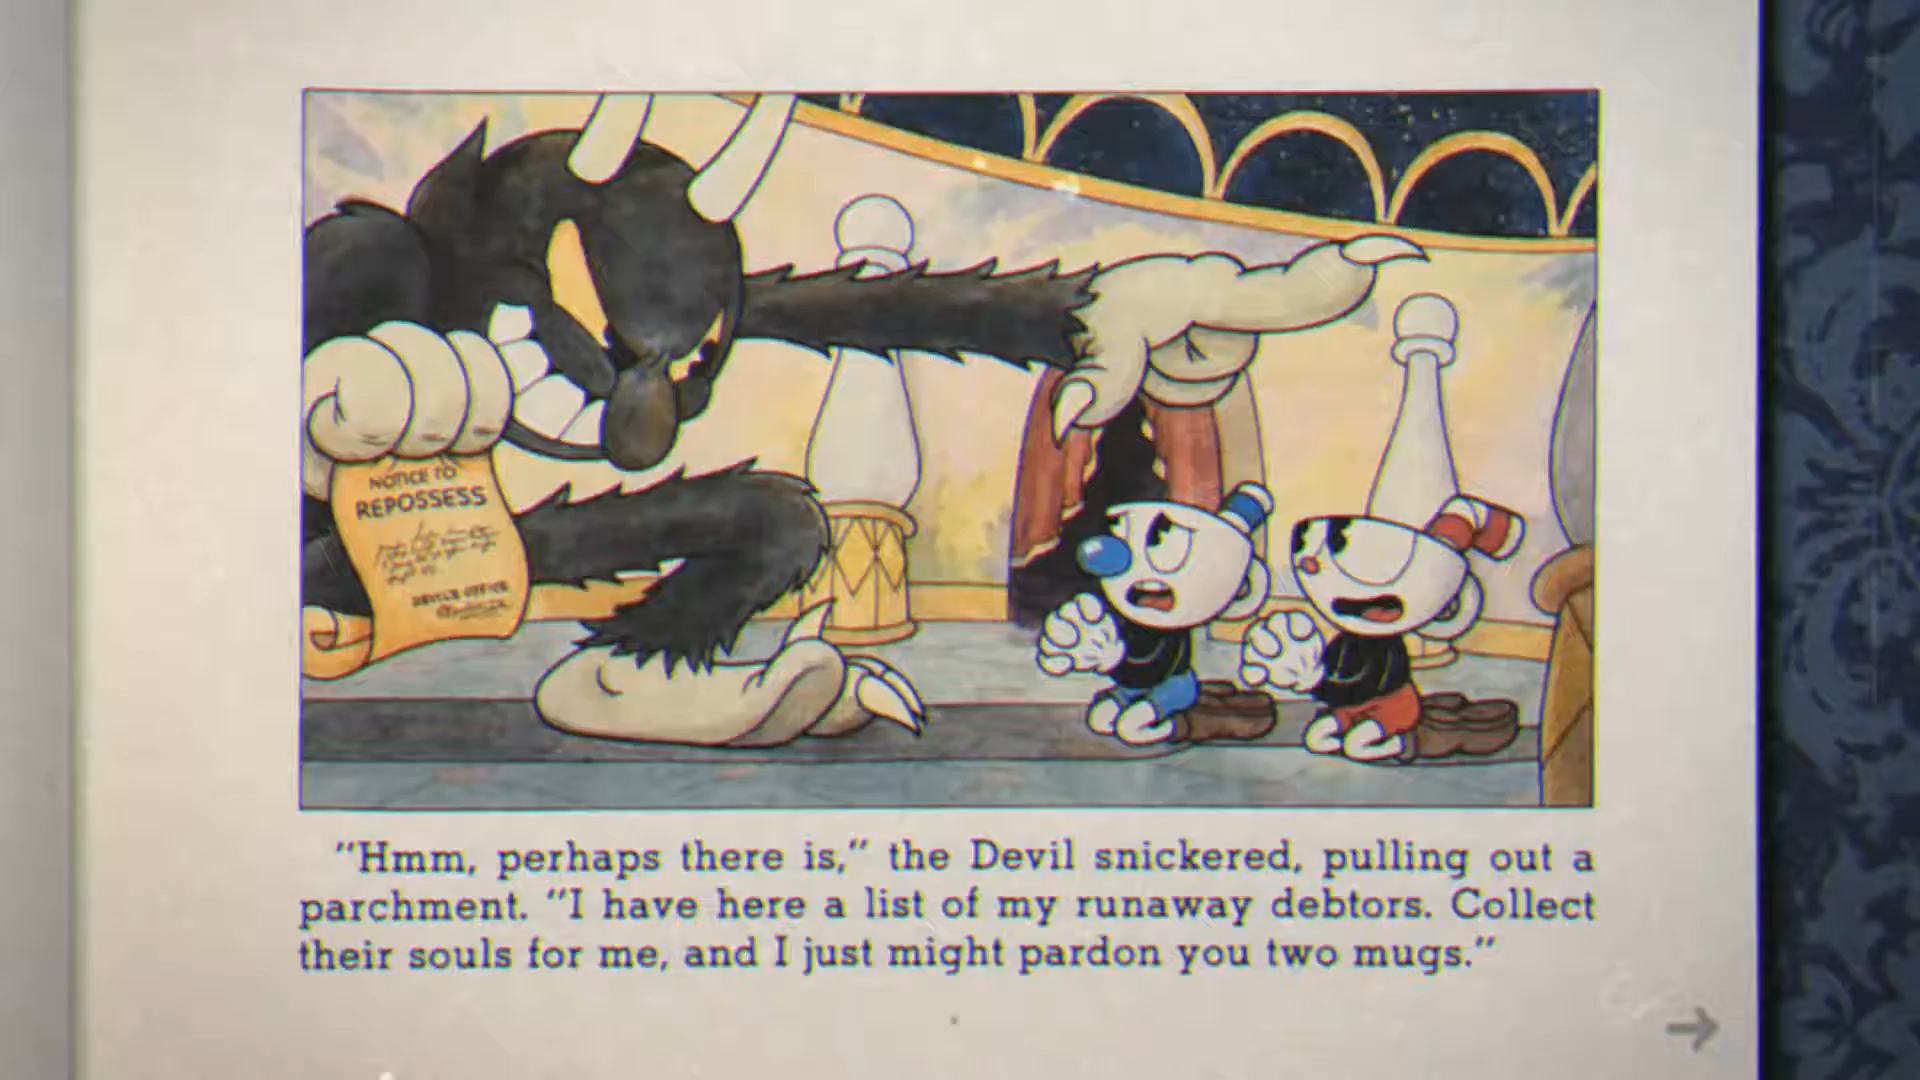 NOTICE TO
REPOSSESS
DEVIL'S OFFICE
“Hmm, perhaps there is,” the Devil snickered, pulling out a
parchment. “I have here a list of my runaway debtors. Collect
their souls for me, and I just might pardon you two mugs.”